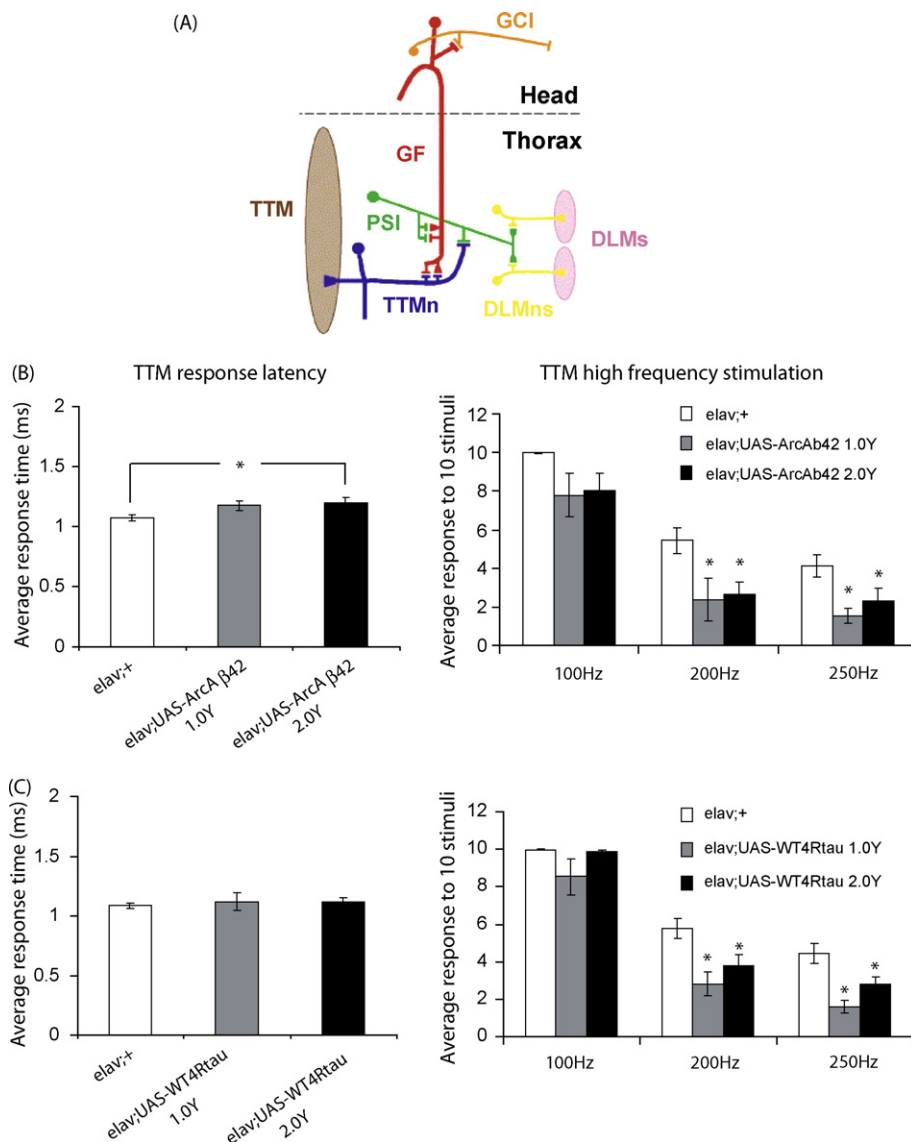 (A)
GCI
Head
Thorax
GF
TTM
PSI
DLMs
TTMn
DLMns
(B)
TTM response latency
Average response time (ms)
2
1.5
1
0.5
0
*
elav;+
elav;UAS-ArcA β42
1.0Y
elav;UAS-ArcA β42
2.0Y
TTM high frequency stimulation
Average response to 10 stimuli
12
10
8
6
4
2
0
elav;+
elav;UAS-ArcAb42 1.0Y
elav;UAS-ArcAb42 2.0Y
* *
* *
100Hz
200Hz
250Hz
(C)
Average response time (ms)
2
1.5
1
0.5
0
elav;+
elav;UAS-WT4Rtau
1.0Y
elav;UAS-WT4Rtau
2.0Y
Average response to 10 stimuli
12
10
8
6
4
2
0
elav;+
elav;UAS-WT4Rtau 1.0Y
elav;UAS-WT4Rtau 2.0Y
* *
* *
100Hz
200Hz
250Hz